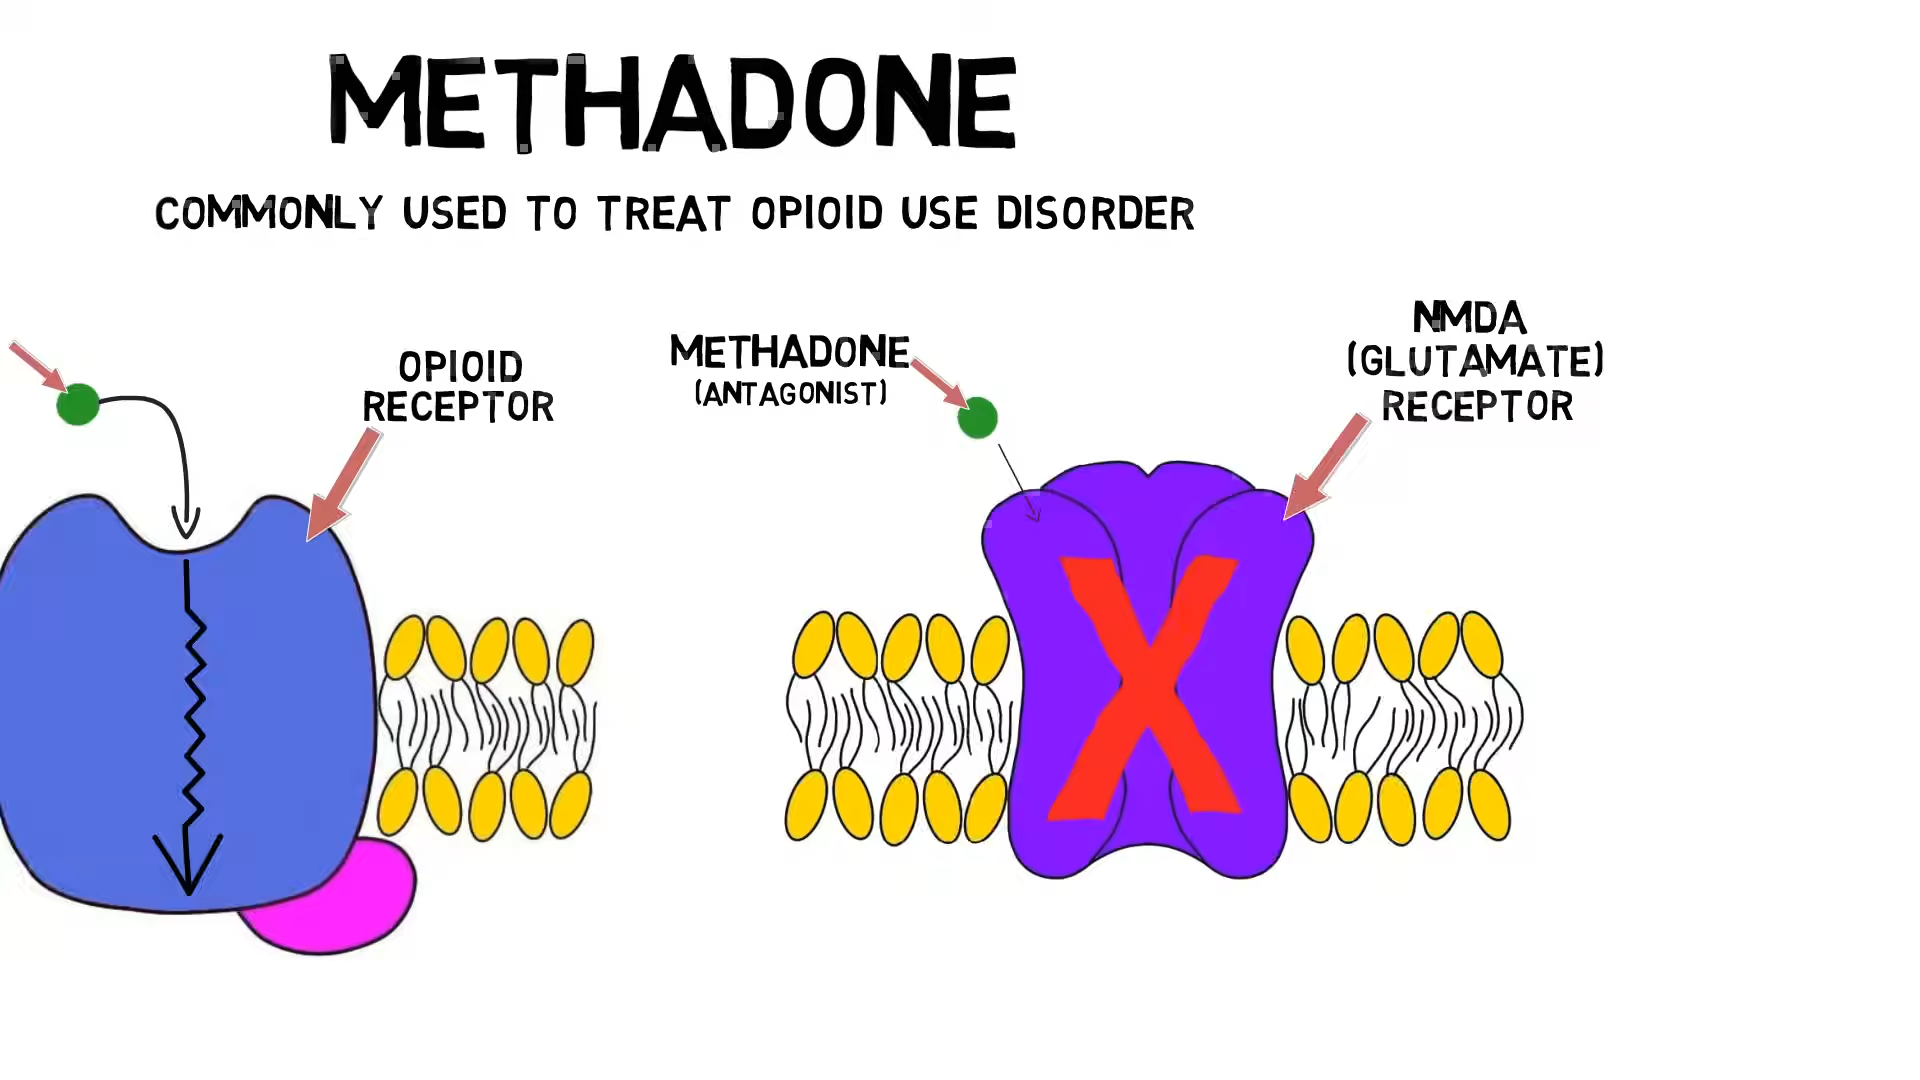 METHADONE
COMMONLY USED TO TREAT OPIOID USE DISORDER
OPIOID
RECEPTOR
METHADONE
(ANTAGONIST)
NMDA
(GLUTAMATE)
RECEPTOR
X